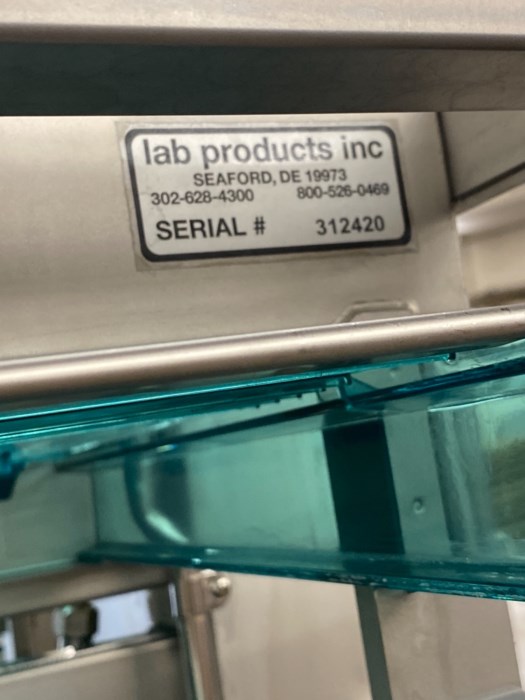 lab products inc
SEAFORD, DE 19973
302-628-4300 800-526-0469
SERIAL # 312420